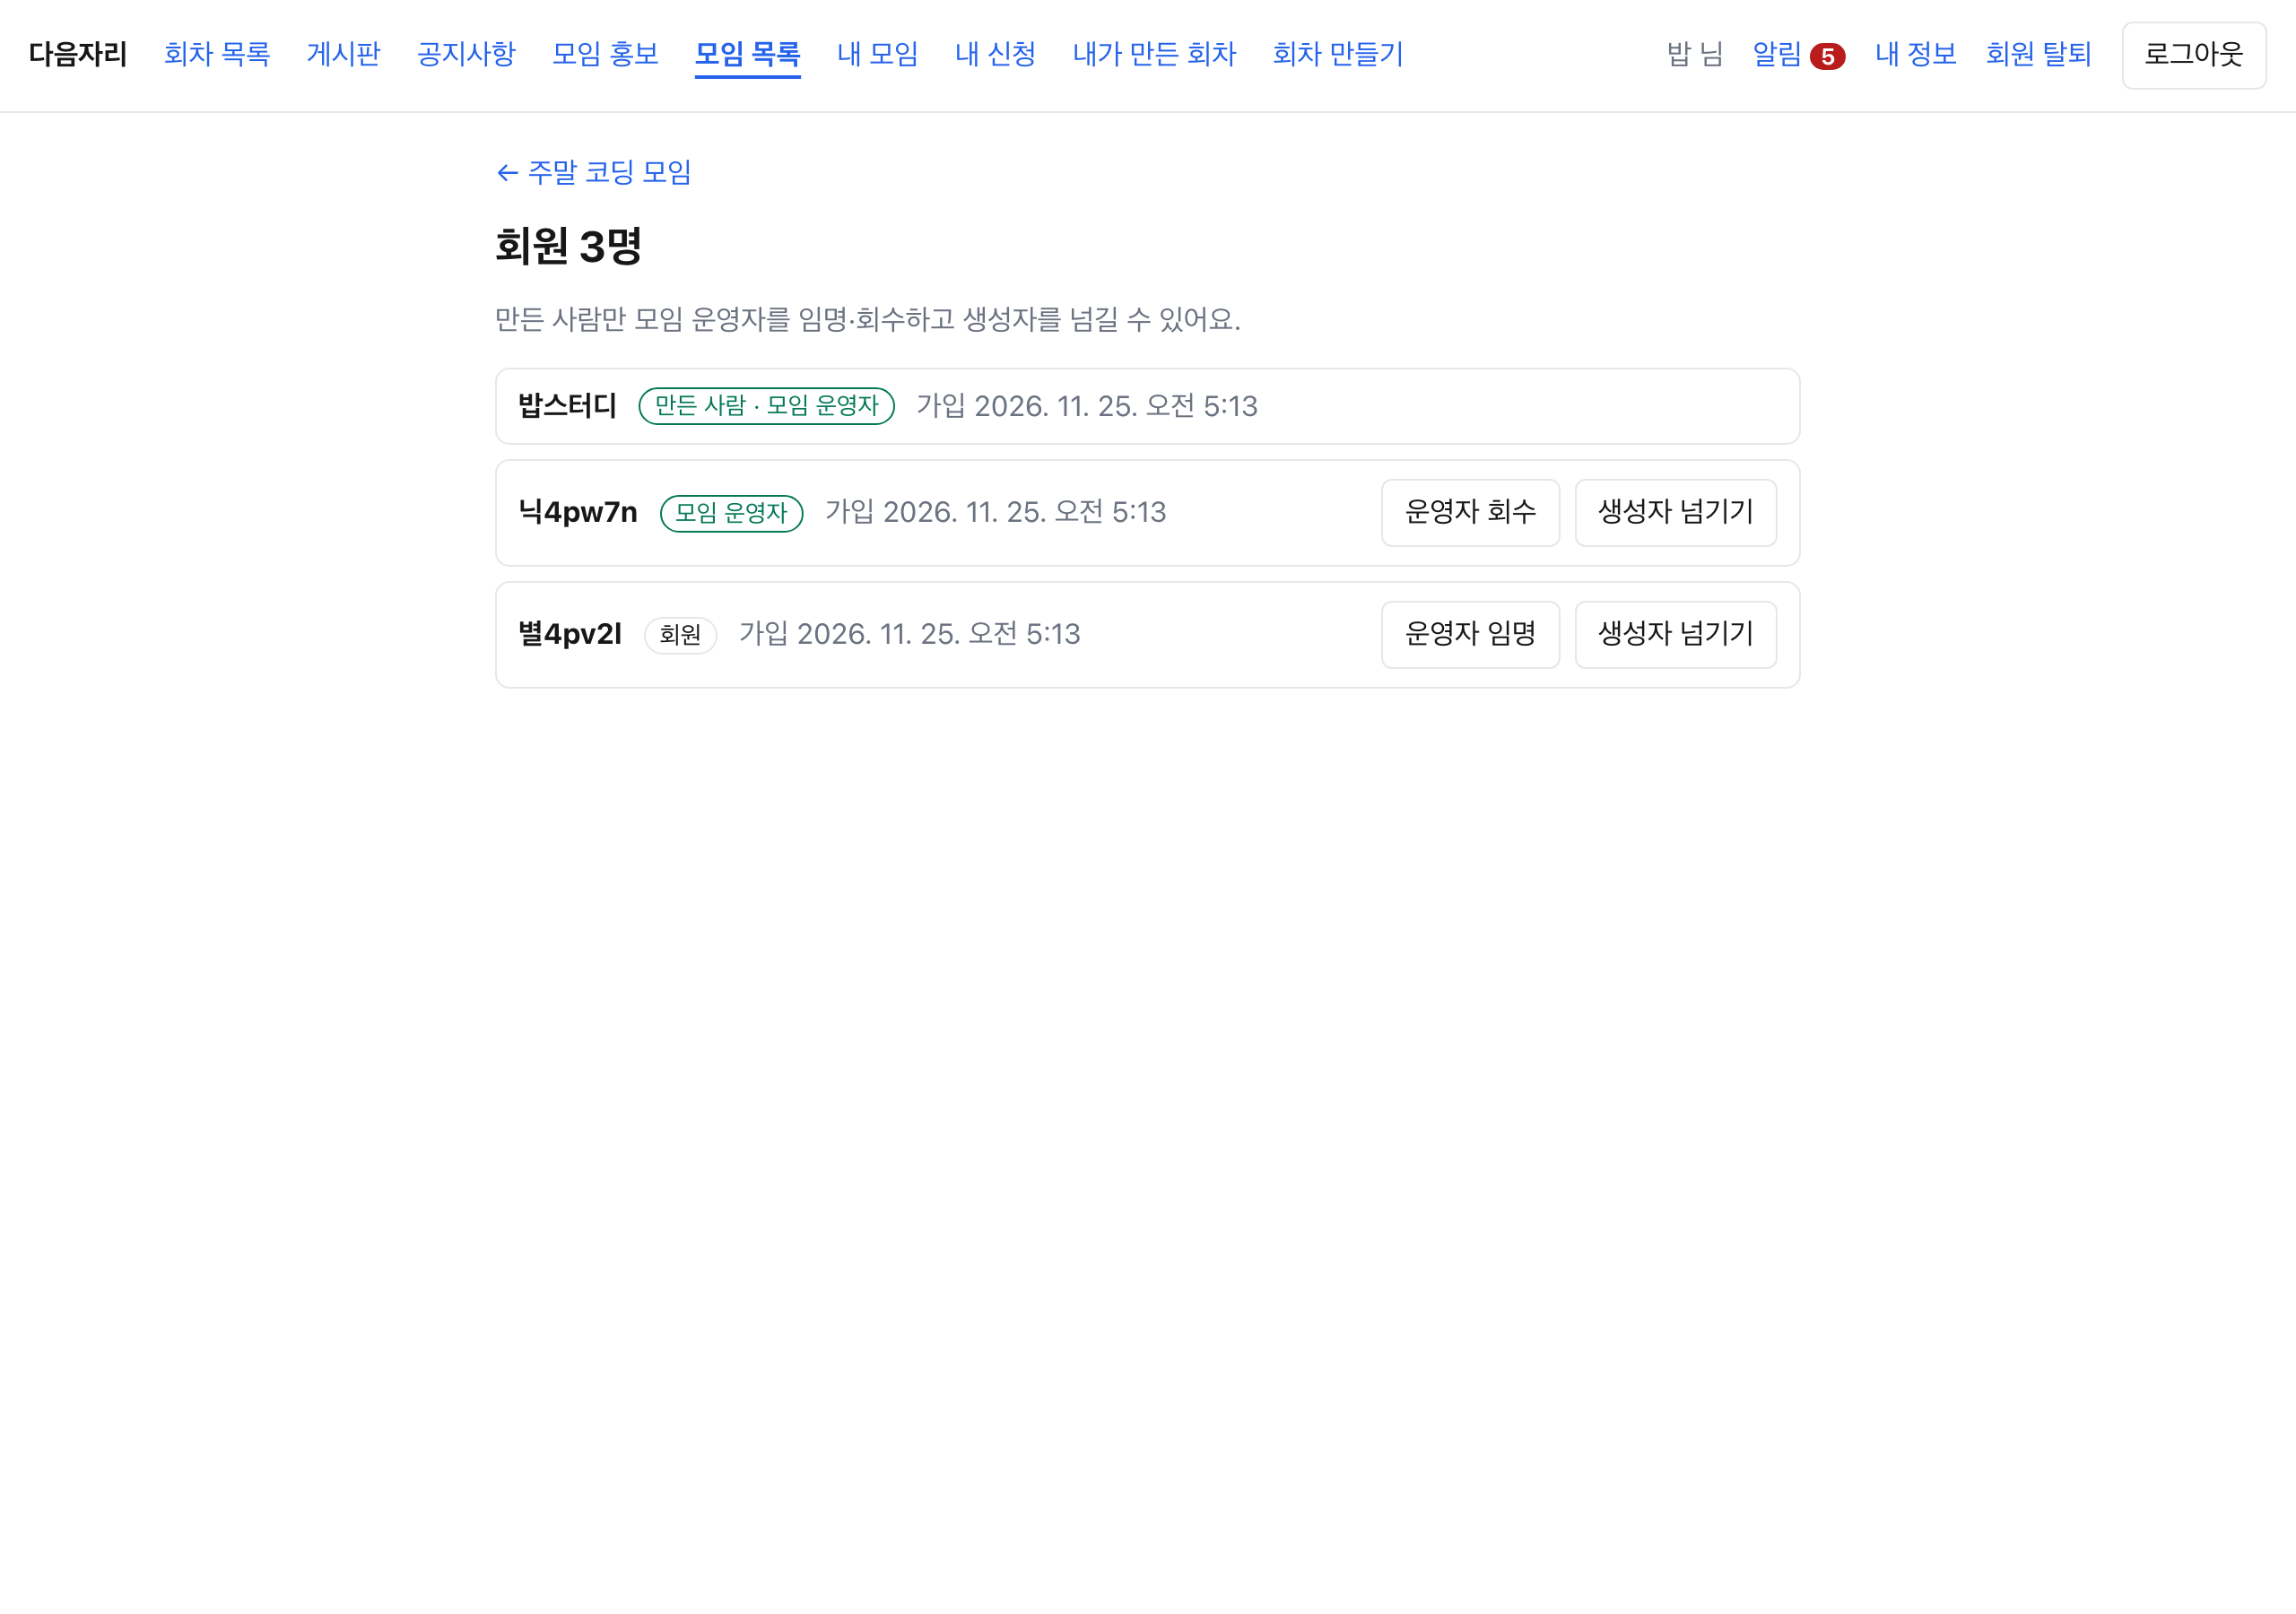 다음자리 회차 목록 게시판 공지사항 모임 홍보 모임 목록 내 모임 내 신청 내가 만든 회차 회차 만들기 밥 님 알림 5 내 정보 회원 탈퇴 로그아웃
← 주말 코딩 모임
회원 3명
만든 사람만 모임 운영자를 임명·회수하고 생성자를 넘길 수 있어요.
밥스터디 만든 사람 · 모임 운영자 가입 2026. 11. 25. 오전 5:13
닉4pw7n 모임 운영자 가입 2026. 11. 25. 오전 5:13 운영자 회수 생성자 넘기기
별4pv2l 회원 가입 2026. 11. 25. 오전 5:13 운영자 임명 생성자 넘기기